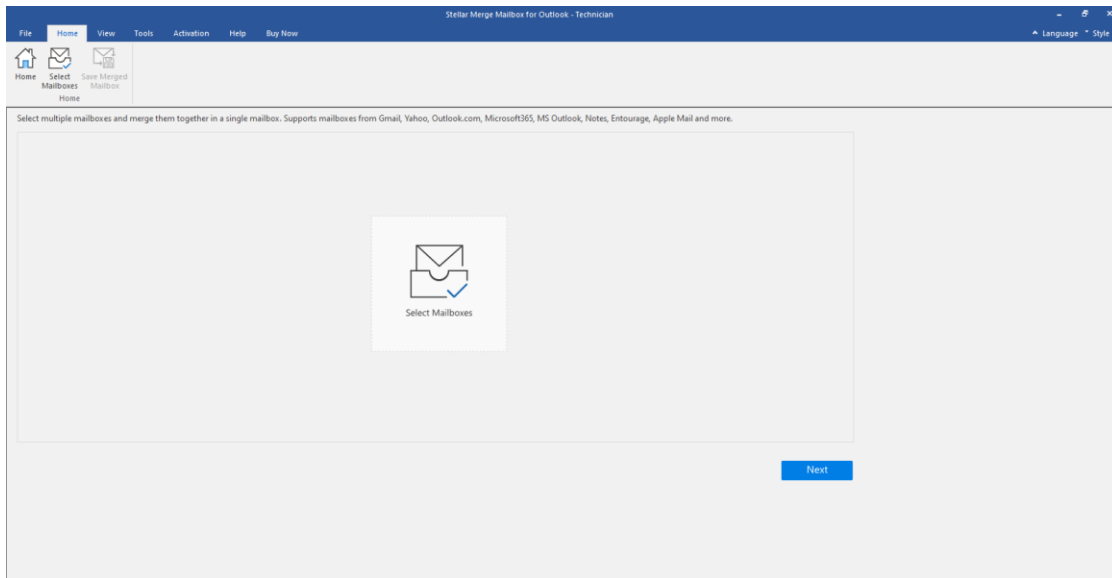 Stellar Merge Mailbox for Outlook - Technician
File Home View Tools Activation Help Buy Now Language Style
Home Select Mailboxes Save Merged Mailbox
Home
Select multiple mailboxes and merge them together in a single mailbox. Supports mailboxes from Gmail, Yahoo, Outlook.com, Microsoft365, MS Outlook, Notes, Entourage, Apple Mail and more.
Select Mailboxes
Next